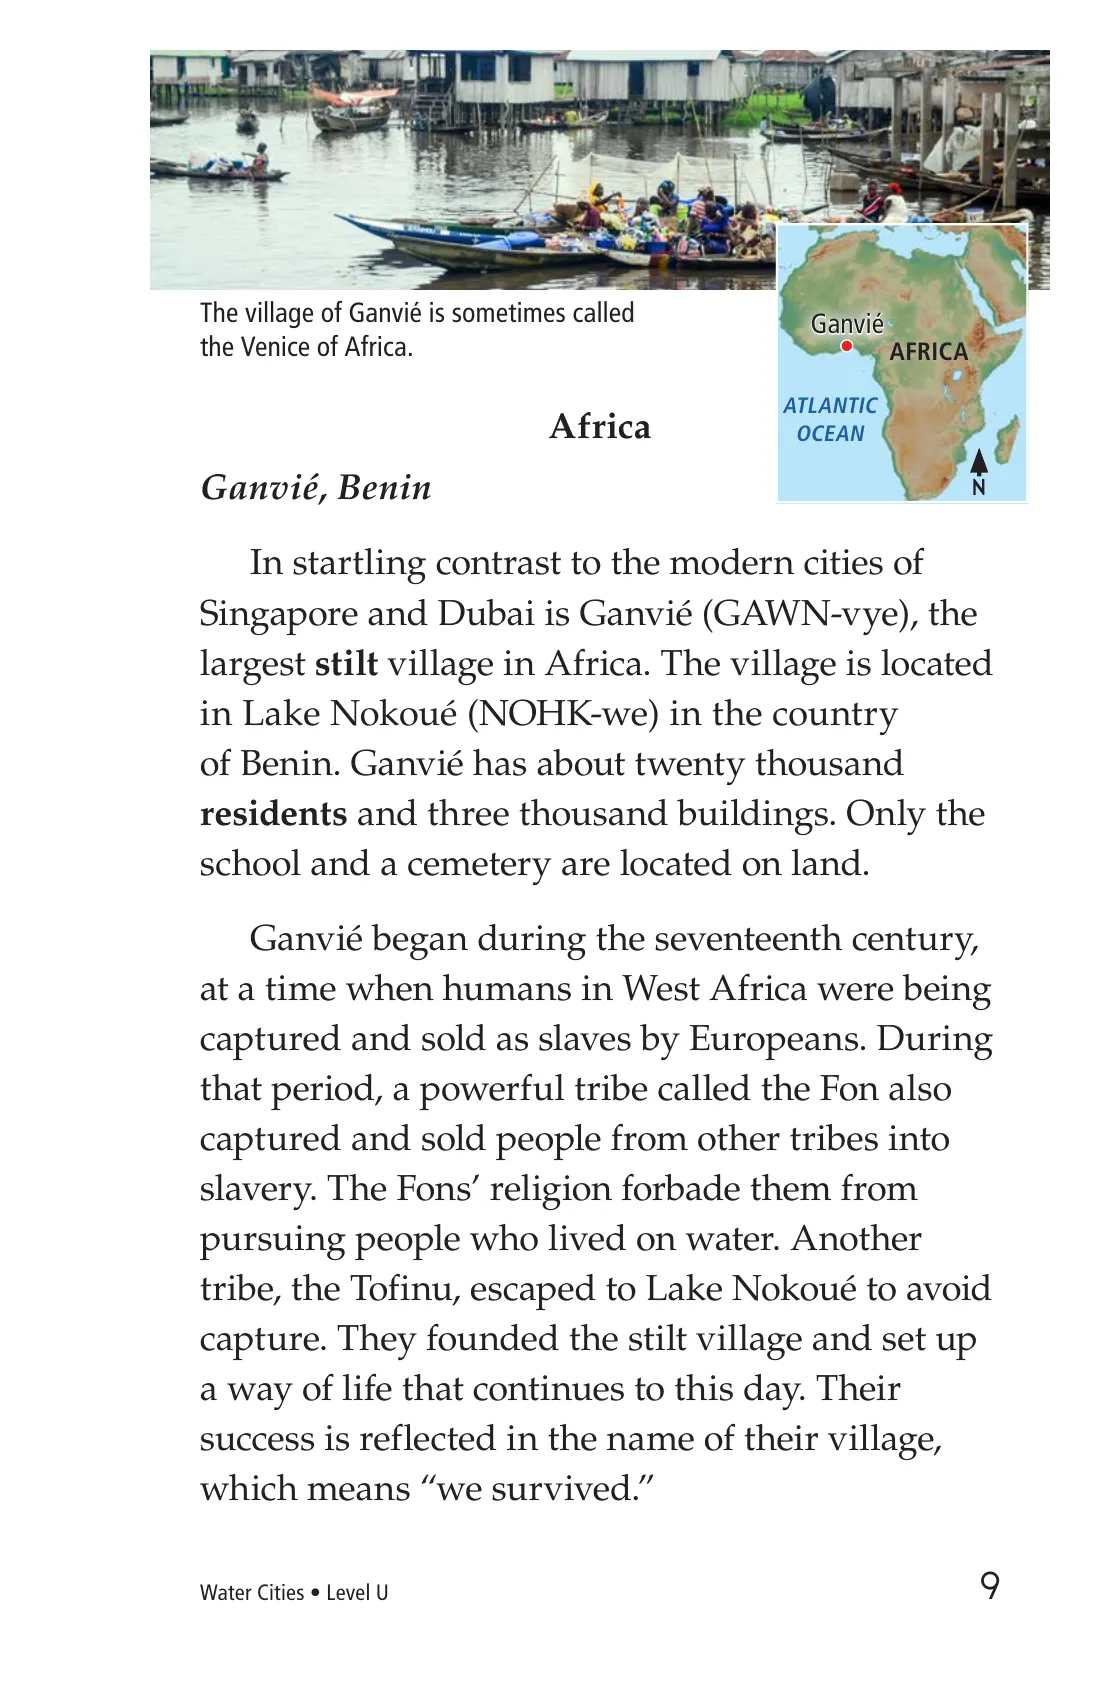 The village of Ganvié is sometimes called
the Venice of Africa.
Ganvié
AFRICA
ATLANTIC
OCEAN
N
Africa
Ganvié, Benin
In startling contrast to the modern cities of
Singapore and Dubai is Ganvié (GAWN-vye), the
largest stilt village in Africa. The village is located
in Lake Nokoué (NOHK-we) in the country
of Benin. Ganvié has about twenty thousand
residents and three thousand buildings. Only the
school and a cemetery are located on land.
Ganvié began during the seventeenth century,
at a time when humans in West Africa were being
captured and sold as slaves by Europeans. During
that period, a powerful tribe called the Fon also
captured and sold people from other tribes into
slavery. The Fons’ religion forbade them from
pursuing people who lived on water. Another
tribe, the Tofinu, escaped to Lake Nokoué to avoid
capture. They founded the stilt village and set up
a way of life that continues to this day. Their
success is reflected in the name of their village,
which means “we survived.”
Water Cities • Level U
9